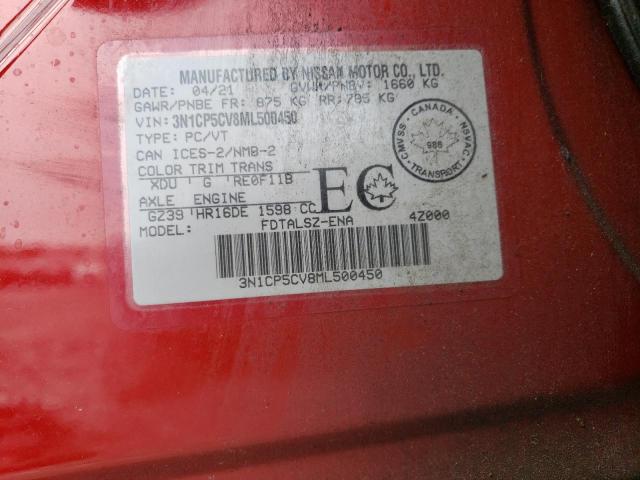 MANUFACTURED BY NISSAN MOTOR CO., LTD.
DATE: 04/21 GVWR/PNBV: 1660 KG
GAWR/PNBE FR: 875 KG RR: 795 KG
VIN: 3N1CP5CV8ML500450
TYPE: PC/VT
CAN ICES-2/NMB-2
COLOR TRIM TRANS
XDU G RE0F11B
AXLE ENGINE
GZ39 HR16DE 1598 CC
MODEL: FDTALSZ-ENA 4Z000
EC
CANADA
CMVSS NSVAC
986
TRANSPORT
3N1CP5CV8ML500450